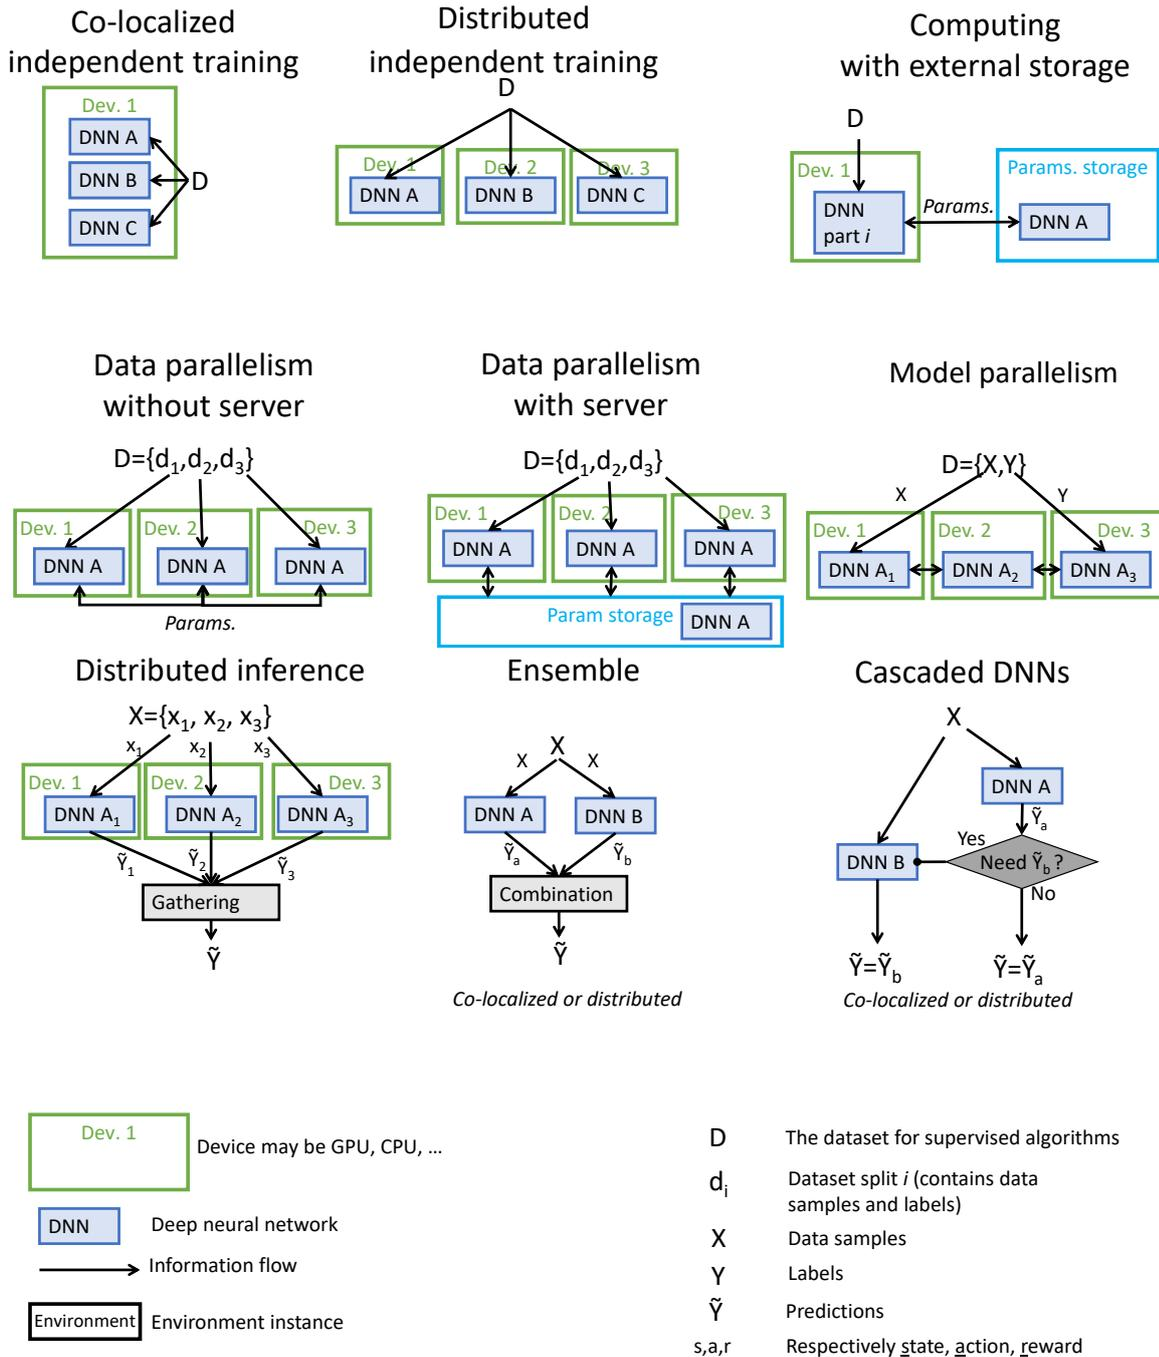 Co-localized
independent training
Dev. 1
DNN A
DNN B
DNN C
D
Distributed
independent training
D
Dev. 1
Dev. 2
Dev. 3
DNN A
DNN B
DNN C
Computing
with external storage
D
Dev. 1
DNN
part i
Params.
Params. storage
DNN A
Data parallelism
without server
D={d₁,d₂,d₃}
Dev. 1
Dev. 2
Dev. 3
DNN A
DNN A
DNN A
Params.
Data parallelism
with server
D={d₁,d₂,d₃}
Dev. 1
Dev. 2
Dev. 3
DNN A
DNN A
DNN A
Param storage
DNN A
Model parallelism
D={X,Y}
X
Y
Dev. 1
Dev. 2
Dev. 3
DNN A₁
DNN A₂
DNN A₃
Distributed inference
X={x₁, x₂, x₃}
x₁
x₂
x₃
Dev. 1
Dev. 2
Dev. 3
DNN A₁
DNN A₂
DNN A₃
Ỹ₁
Ỹ₂
Ỹ₃
Gathering
Ỹ
Ensemble
X
X
X
DNN A
DNN B
Ỹₐ
Ỹb
Combination
Ỹ
Co-localized or distributed
Cascaded DNNs
X
DNN A
Ỹₐ
Yes
DNN B
Need Ỹb ?
No
Ỹ=Ỹb
Ỹ=Ỹₐ
Co-localized or distributed
Dev. 1
Device may be GPU, CPU, ...
DNN
Deep neural network
Information flow
Environment
Environment instance
D
The dataset for supervised algorithms
dᵢ
Dataset split i (contains data
samples and labels)
X
Data samples
Y
Labels
Ỹ
Predictions
s,a,r
Respectively state, action, reward